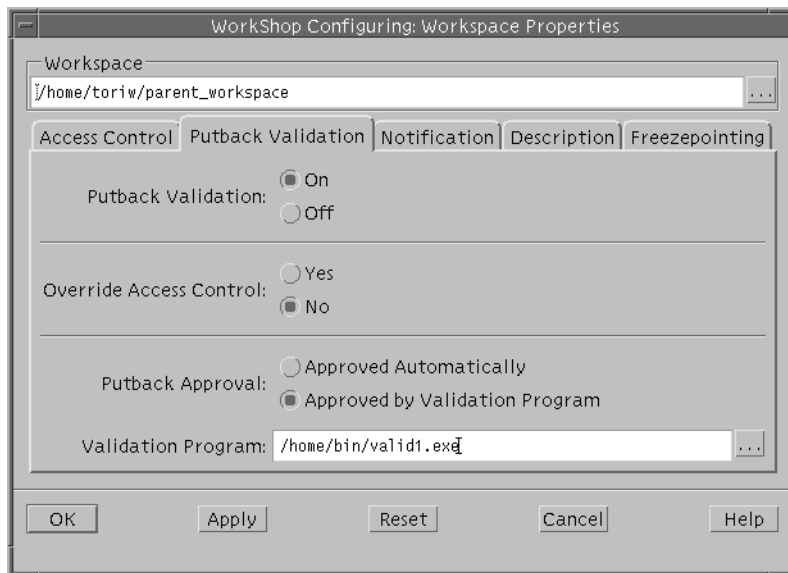 WorkShop Configuring: Workspace Properties
Workspace
/home/toriw/parent_workspace
...
Access Control Putback Validation Notification Description Freezepointing
Putback Validation:
On
Off
Override Access Control:
Yes
No
Putback Approval:
Approved Automatically
Approved by Validation Program
Validation Program: /home/bin/valid1.exe ...
OK Apply Reset Cancel Help